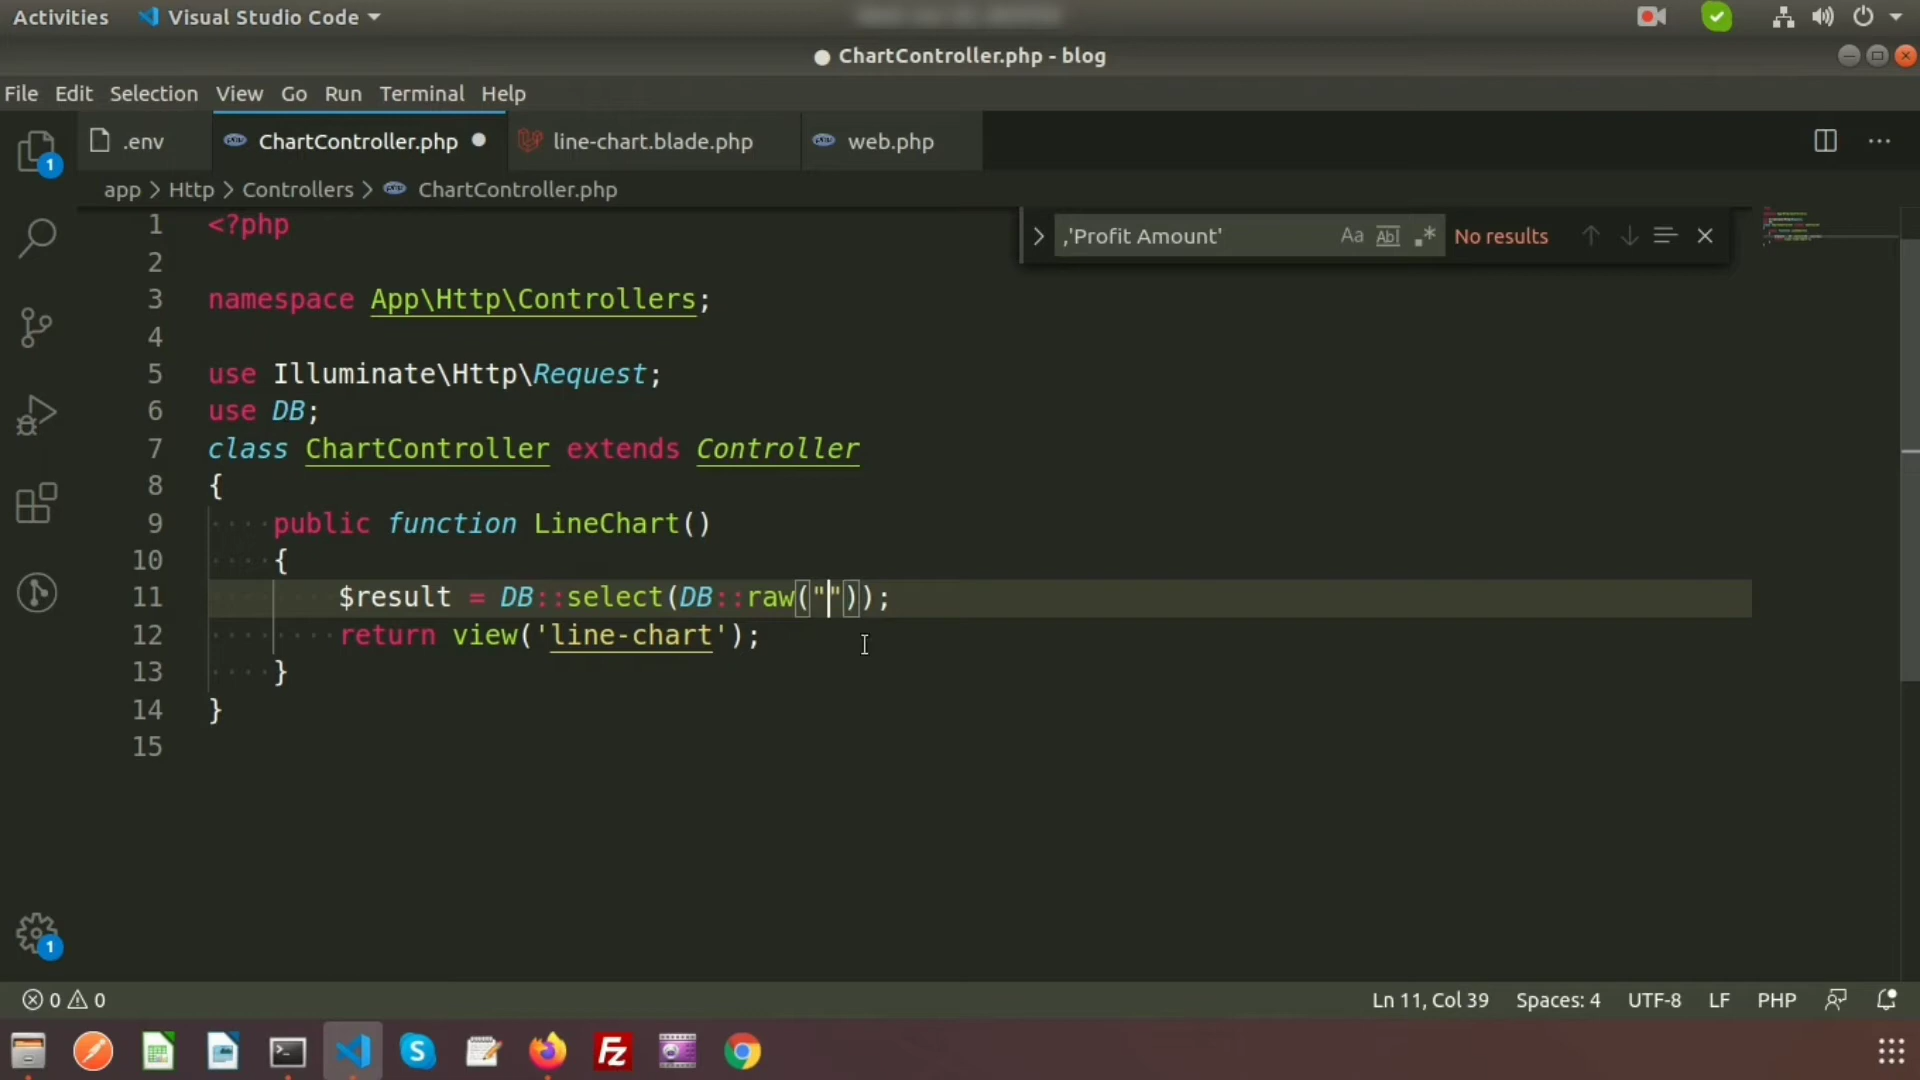 Activities Visual Studio Code
ChartController.php - blog
File Edit Selection View Go Run Terminal Help
1 .env ChartController.php line-chart.blade.php web.php
app > Http > Controllers > ChartController.php
,'Profit Amount' Aa Abl .* No results
1 <?php
2
3 namespace App\Http\Controllers;
4
5 use Illuminate\Http\Request;
6 use DB;
7 class ChartController extends Controller
8 {
9 public function LineChart()
10 {
11 $result = DB::select(DB::raw(""));
12 return view('line-chart');
13 }
14 }
15
1
0 0 Ln 11, Col 39 Spaces: 4 UTF-8 LF PHP
S Fz